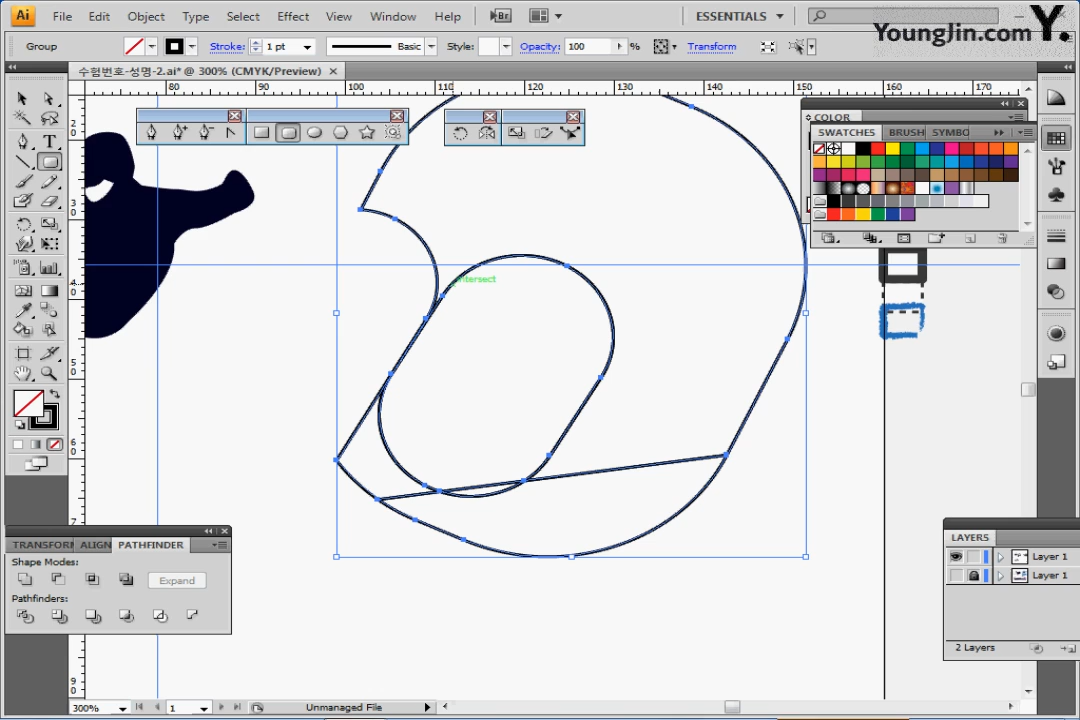 Ai File Edit Object Type Select Effect View Window Help Br ESSENTIALS
YoungJin.com Y.
Group Stroke: 1 pt Basic Style: Opacity: 100 % Transform
수험번호-성명-2.ai* @ 300% (CMYK/Preview) ×
80 90 100 110 120 130 140 150 160 170
COLOR
SWATCHES BRUSH SYMBO
intersect
TRANSFORM ALIGN PATHFINDER
Shape Modes:
Expand
Pathfinders:
LAYERS
Layer 1
Layer 1
2 Layers
300% 1 Unmanaged File